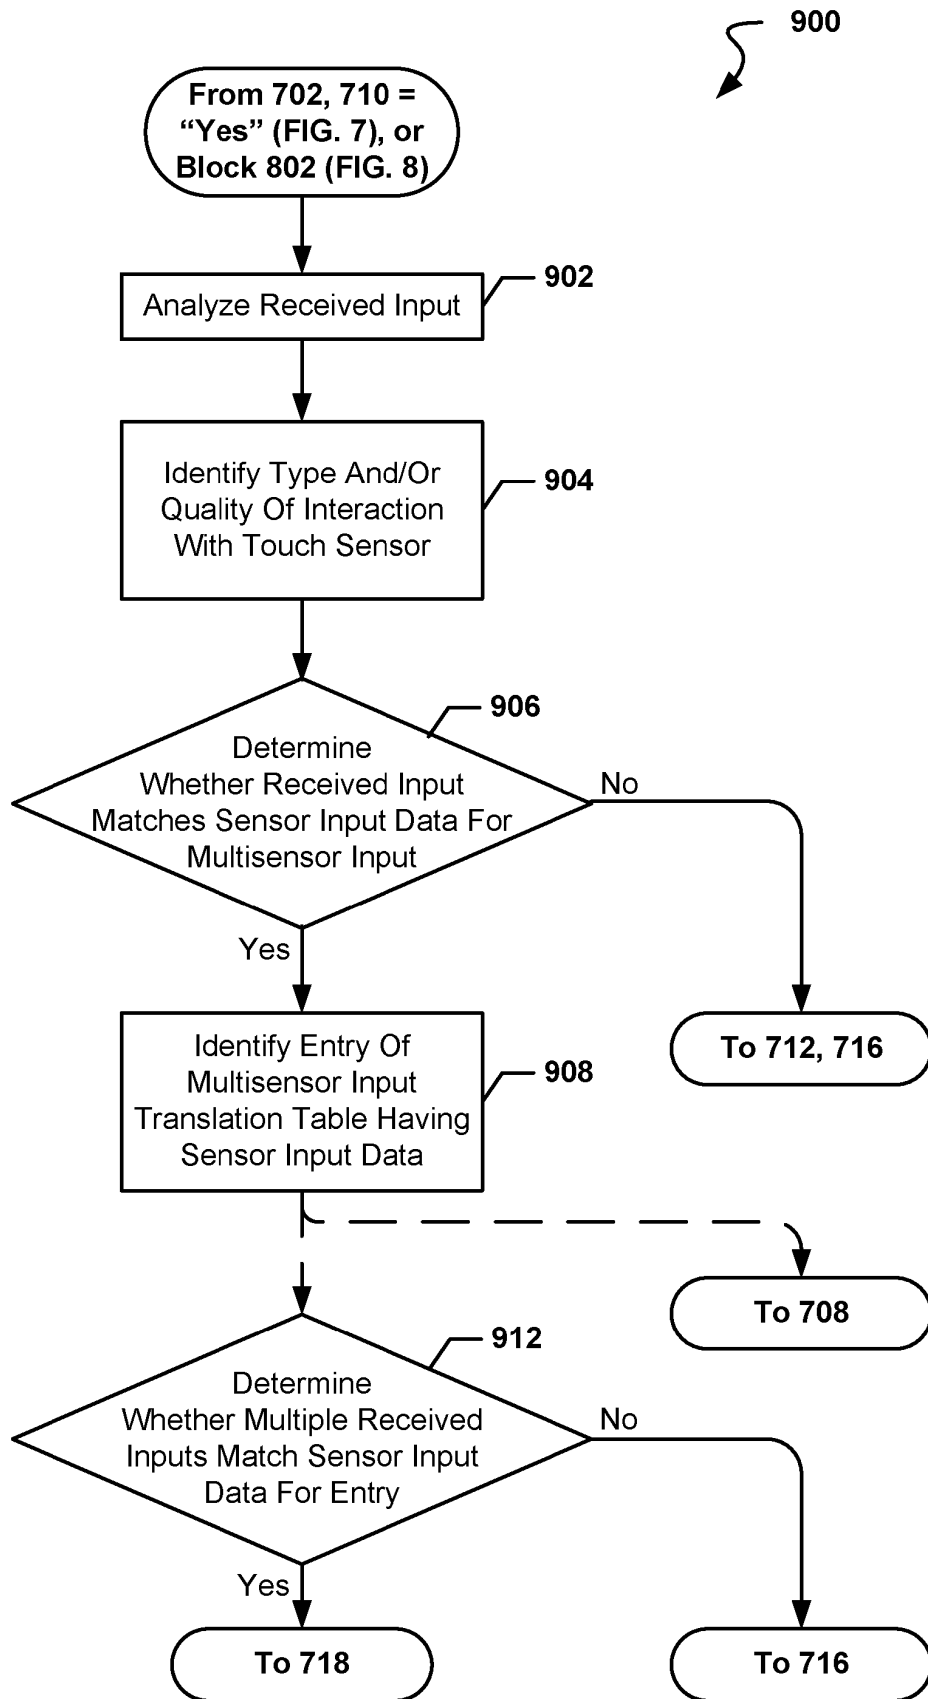 900
From 702, 710 =
“Yes” (FIG. 7), or
Block 802 (FIG. 8)
902
Analyze Received Input
904
Identify Type And/Or
Quality Of Interaction
With Touch Sensor
906
Determine
Whether Received Input
Matches Sensor Input Data For
Multisensor Input
No
Yes
To 712, 716
908
Identify Entry Of
Multisensor Input
Translation Table Having
Sensor Input Data
To 708
912
Determine
Whether Multiple Received
Inputs Match Sensor Input
Data For Entry
No
Yes
To 718
To 716